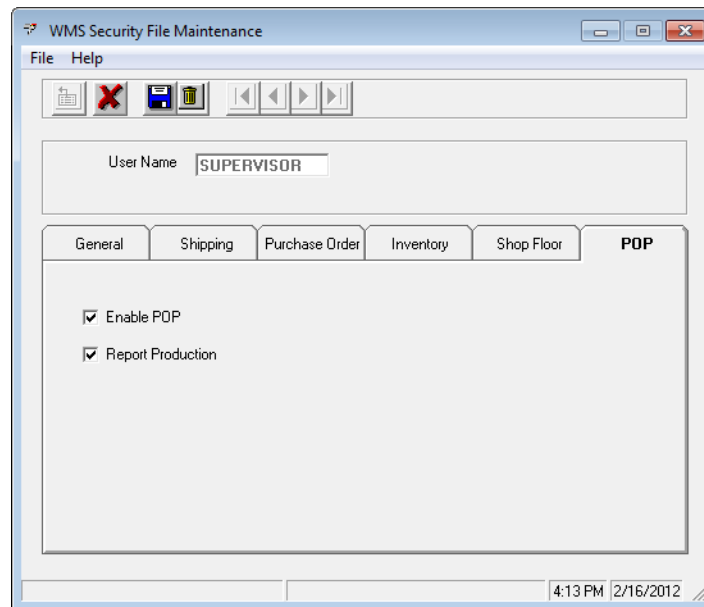 WMS Security File Maintenance
File Help
User Name SUPERVISOR
General Shipping Purchase Order Inventory Shop Floor POP
Enable POP
Report Production
4:13 PM 2/16/2012